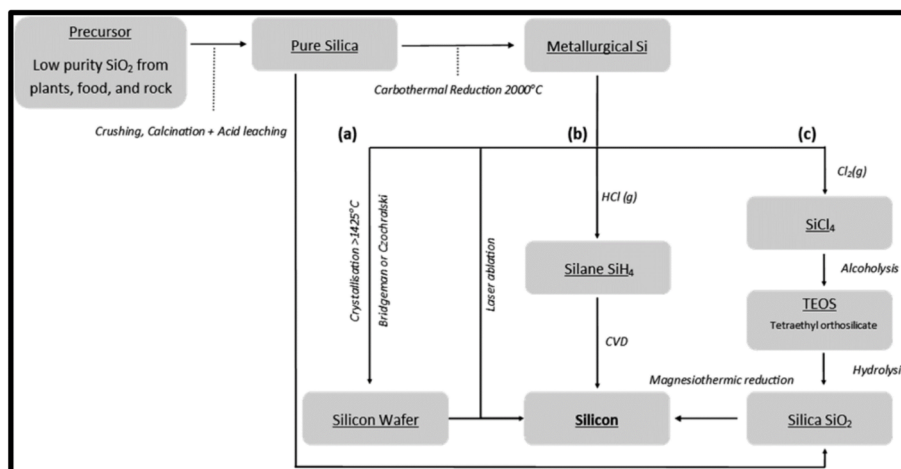 Precursor
Low purity SiO₂ from
plants, food, and rock
Pure Silica
Metallurgical Si
Carbothermal Reduction 2000°C
Crushing, Calcination + Acid leaching
(a)
(b)
(c)
Crystallisation >1425°C
Bridgeman or Czochralski
Laser ablation
HCl (g)
Cl₂(g)
SiCl₄
Silane SiH₄
Alcoholysis
TEOS
Tetraethyl orthosilicate
CVD
Hydrolysi
Magnesiothermic reduction
Silicon Wafer
Silicon
Silica SiO₂